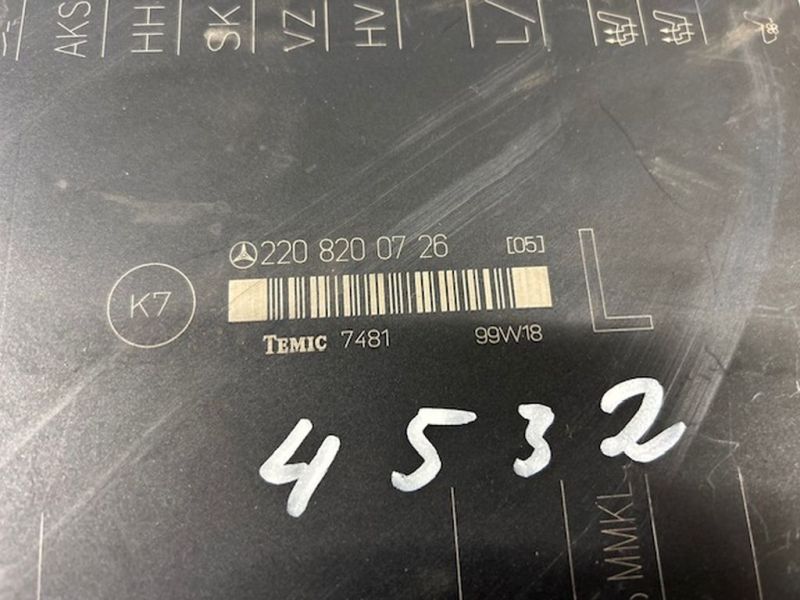 AKS
HH
SK
VZ
HV
L/
220 820 07 26 [05]
L
K7
TEMIC 7481 99W18
4532
MMKL